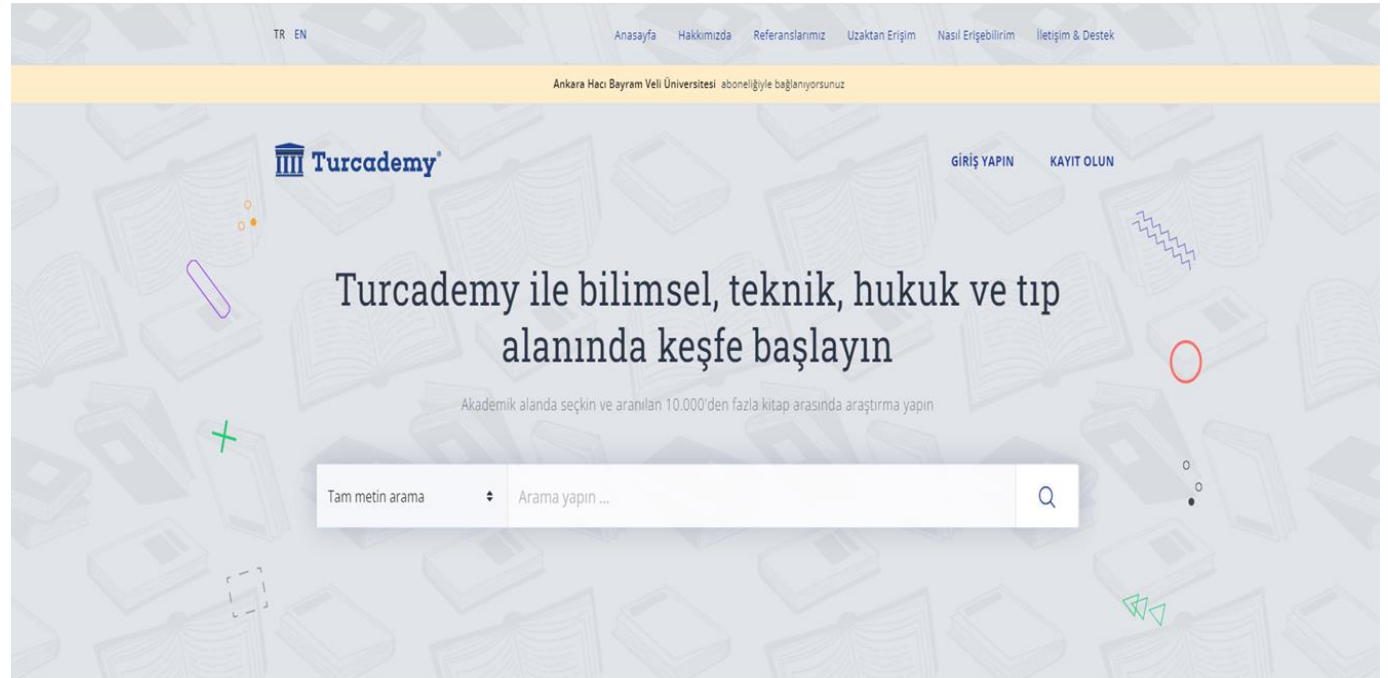 TR EN Anasayfa Hakkımızda Referanslarımız Uzaktan Erişim Nasıl Erişebilirim İletişim & Destek
Ankara Hacı Bayram Veli Üniversitesi aboneliğiyle bağlanıyorsunuz
Turcademy® GİRİŞ YAPIN KAYIT OLUN
Turcademy ile bilimsel, teknik, hukuk ve tıp
alanında keşfe başlayın
Akademik alanda seçkin ve aranılan 10.000'den fazla kitap arasında araştırma yapın
Tam metin arama Arama yapın ...